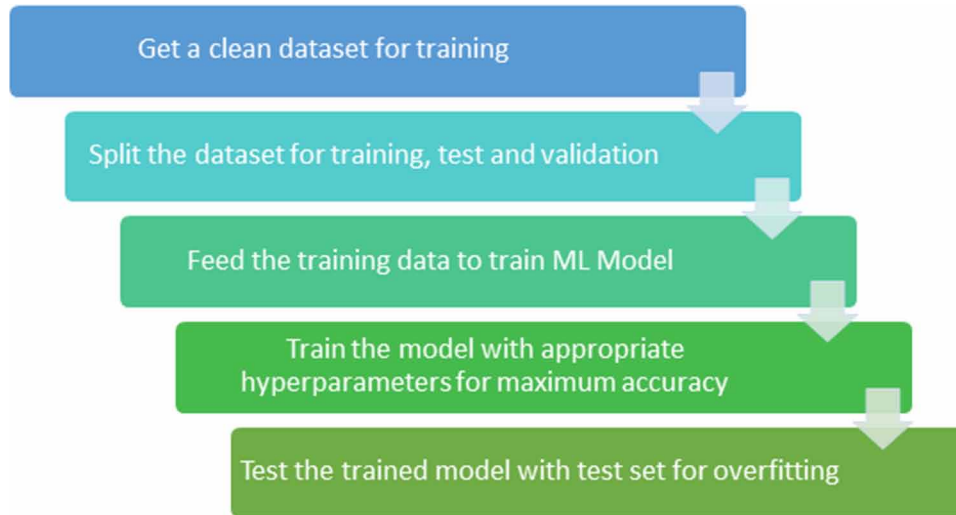 Get a clean dataset for training
Split the dataset for training, test and validation
Feed the training data to train ML Model
Train the model with appropriate
hyperparameters for maximum accuracy
Test the trained model with test set for overfitting